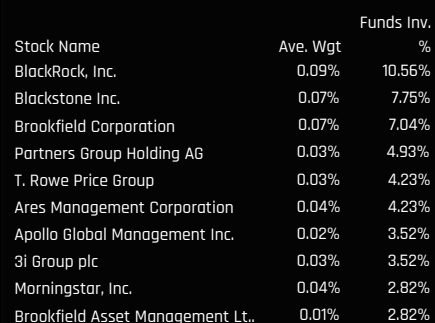 Funds Inv.
Stock Name Ave. Wgt %
BlackRock, Inc. 0.09% 10.56%
Blackstone Inc. 0.07% 7.75%
Brookfield Corporation 0.07% 7.04%
Partners Group Holding AG 0.03% 4.93%
T. Rowe Price Group 0.03% 4.23%
Ares Management Corporation 0.04% 4.23%
Apollo Global Management Inc. 0.02% 3.52%
3i Group plc 0.03% 3.52%
Morningstar, Inc. 0.04% 2.82%
Brookfield Asset Management Lt.. 0.01% 2.82%